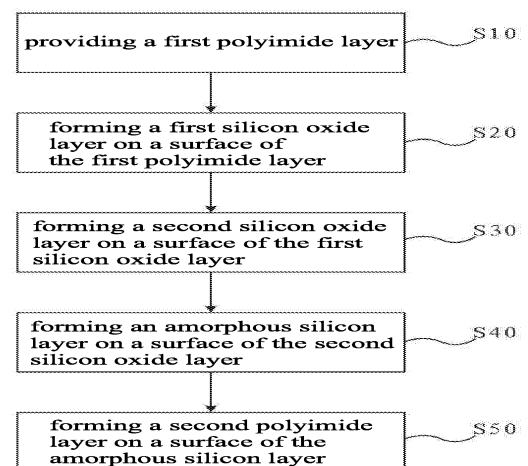 providing a first polyimide layer
S10
forming a first silicon oxide
layer on a surface of
the first polyimide layer
S20
forming a second silicon oxide
layer on a surface of the first
silicon oxide layer
S30
forming an amorphous silicon
layer on a surface of the second
silicon oxide layer
S40
forming a second polyimide
layer on a surface of the
amorphous silicon layer
S50